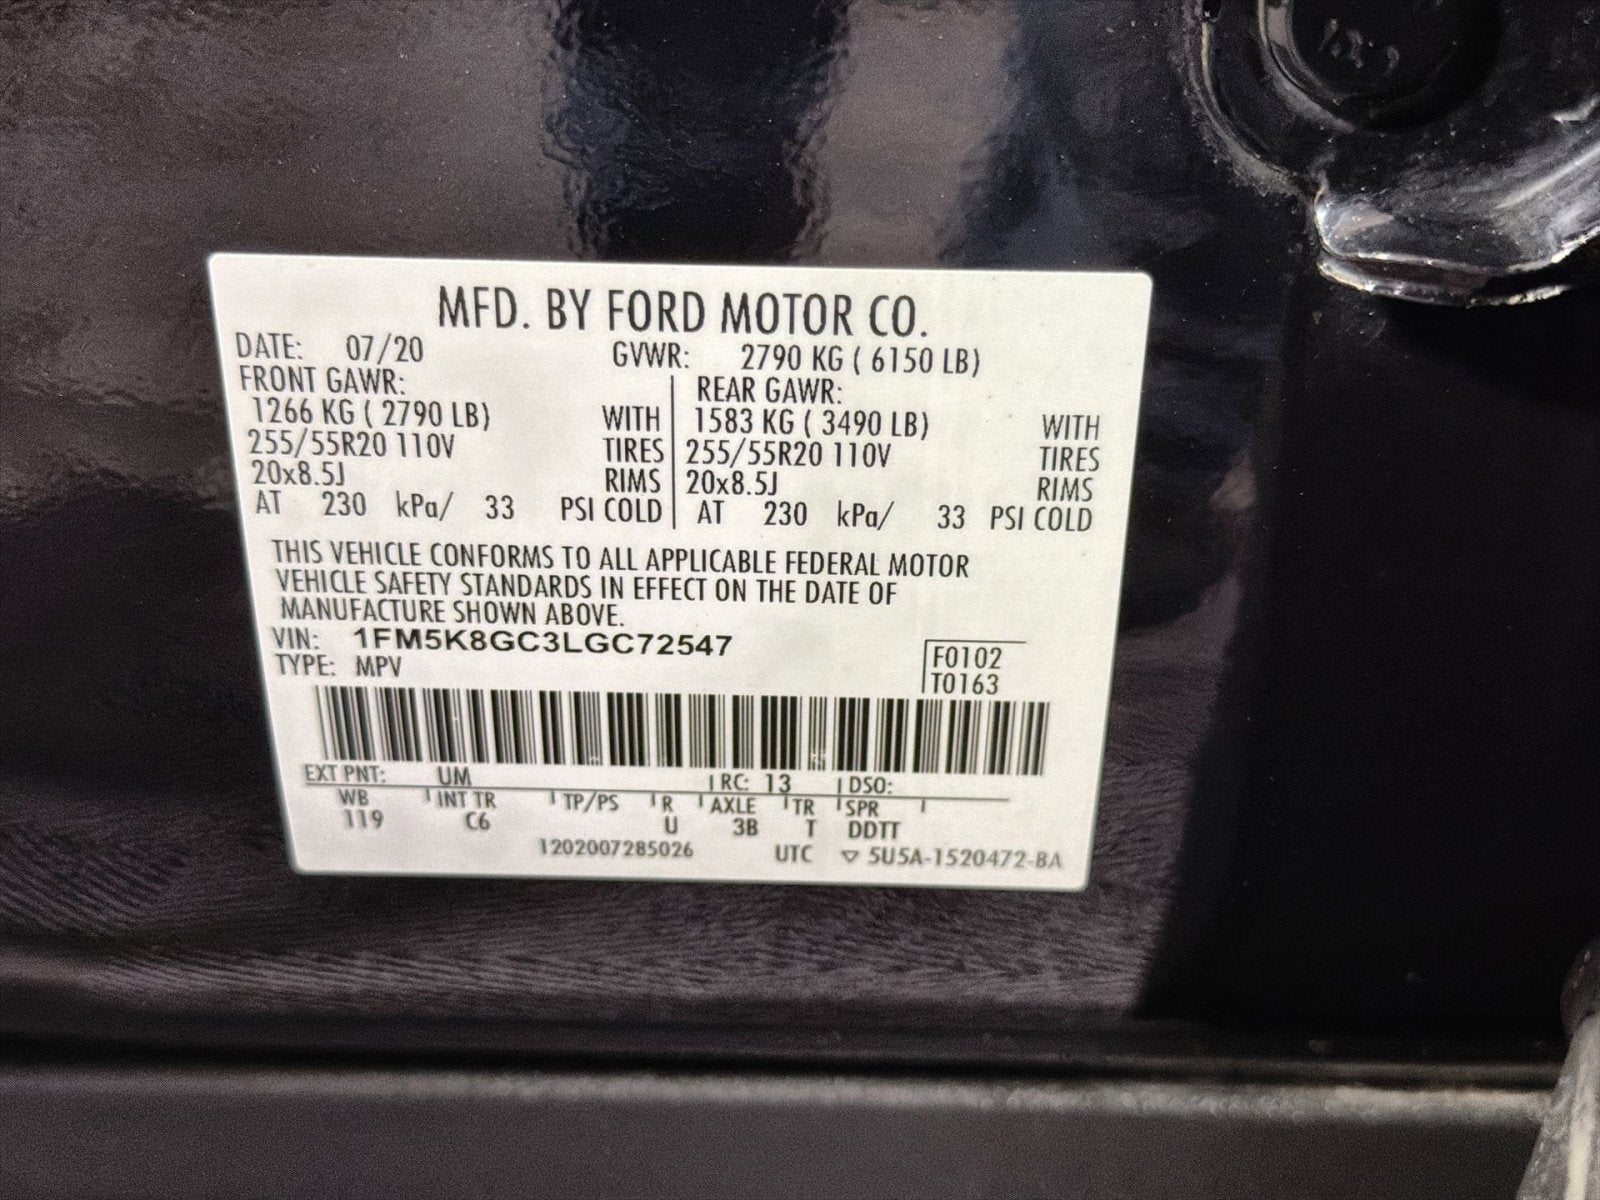 MFD. BY FORD MOTOR CO.
DATE: 07/20 GVWR: 2790 KG ( 6150 LB)
FRONT GAWR: REAR GAWR:
1266 KG ( 2790 LB) WITH 1583 KG ( 3490 LB) WITH
255/55R20 110V TIRES 255/55R20 110V TIRES
20x8.5J RIMS 20x8.5J RIMS
AT 230 kPa/ 33 PSI COLD AT 230 kPa/ 33 PSI COLD
THIS VEHICLE CONFORMS TO ALL APPLICABLE FEDERAL MOTOR
VEHICLE SAFETY STANDARDS IN EFFECT ON THE DATE OF
MANUFACTURE SHOWN ABOVE.
VIN: 1FM5K8GC3LGC72547
TYPE: MPV
F0102
T0163
EXT PNT: UM RC: 13 DSO:
WB INT TR TP/PS R AXLE TR SPR
119 C6 U 3B T DDTT
1202007285026 UTC ▽ 5U5A-1520472-BA